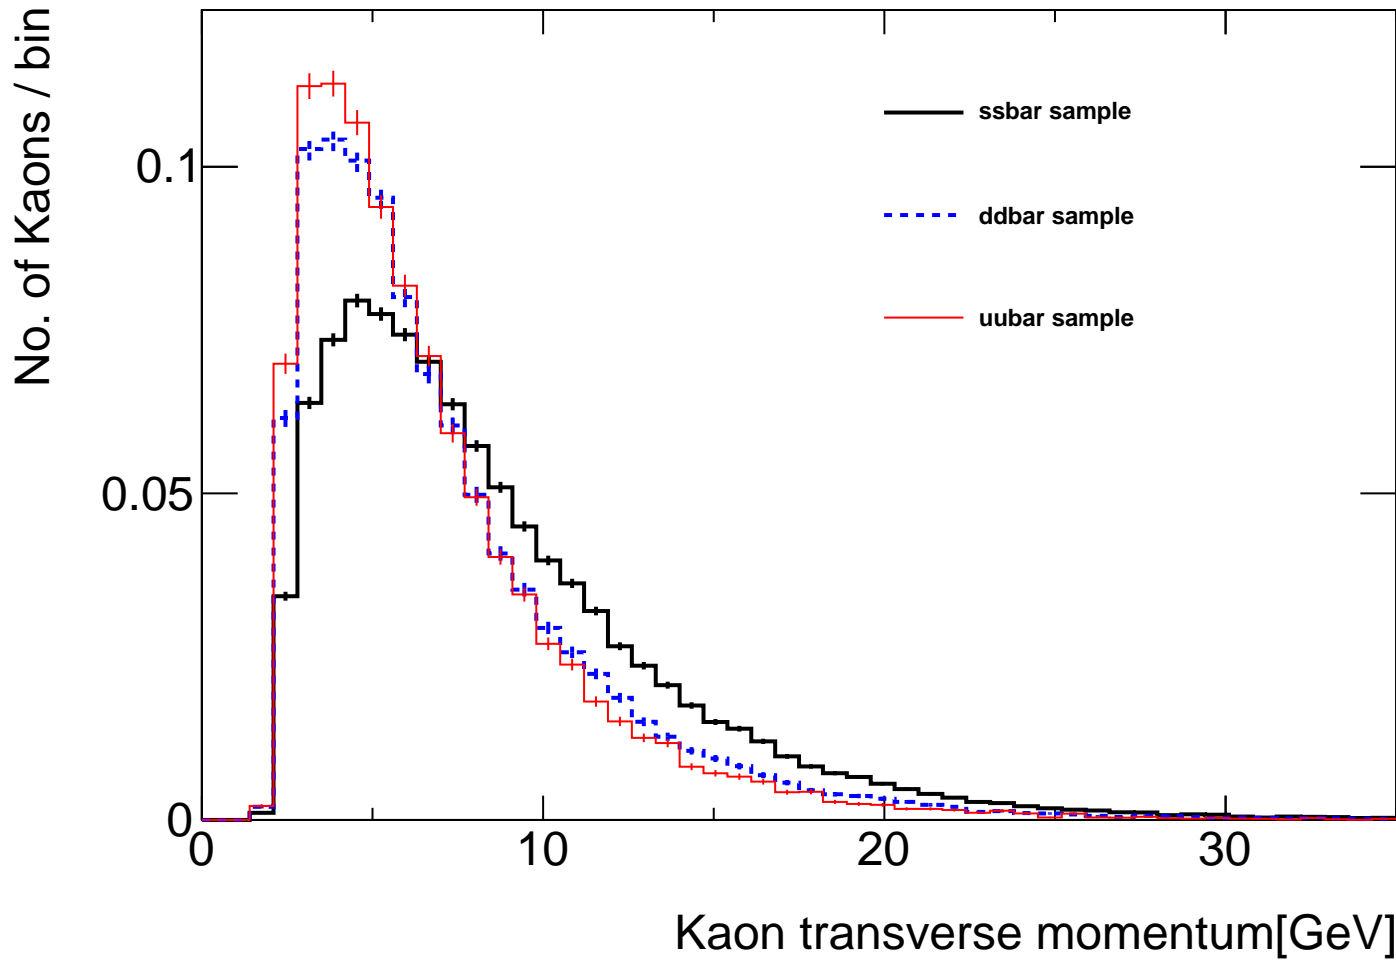 No. of Kaons / bin
0.1
0.05
0
0
10
20
30
ssbar sample
ddbar sample
uubar sample
Kaon transverse momentum[GeV]